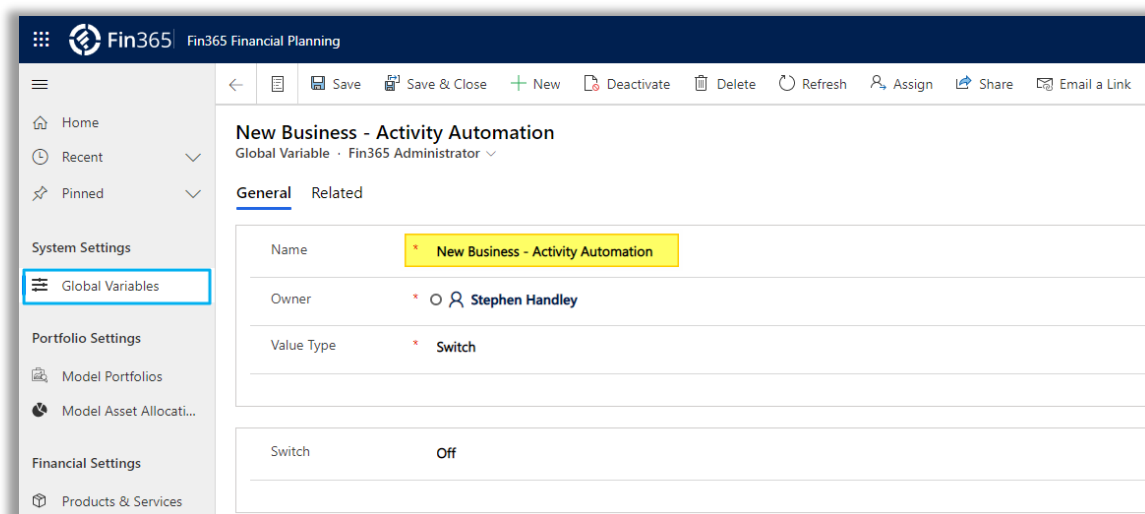 Fin365 Fin365 Financial Planning
Save Save & Close New Deactivate Delete Refresh Assign Share Email a Link
Home
Recent
Pinned
System Settings
Global Variables
Portfolio Settings
Model Portfolios
Model Asset Allocati...
Financial Settings
Products & Services
New Business - Activity Automation
Global Variable · Fin365 Administrator
General Related
Name * New Business - Activity Automation
Owner * Stephen Handley
Value Type * Switch
Switch Off